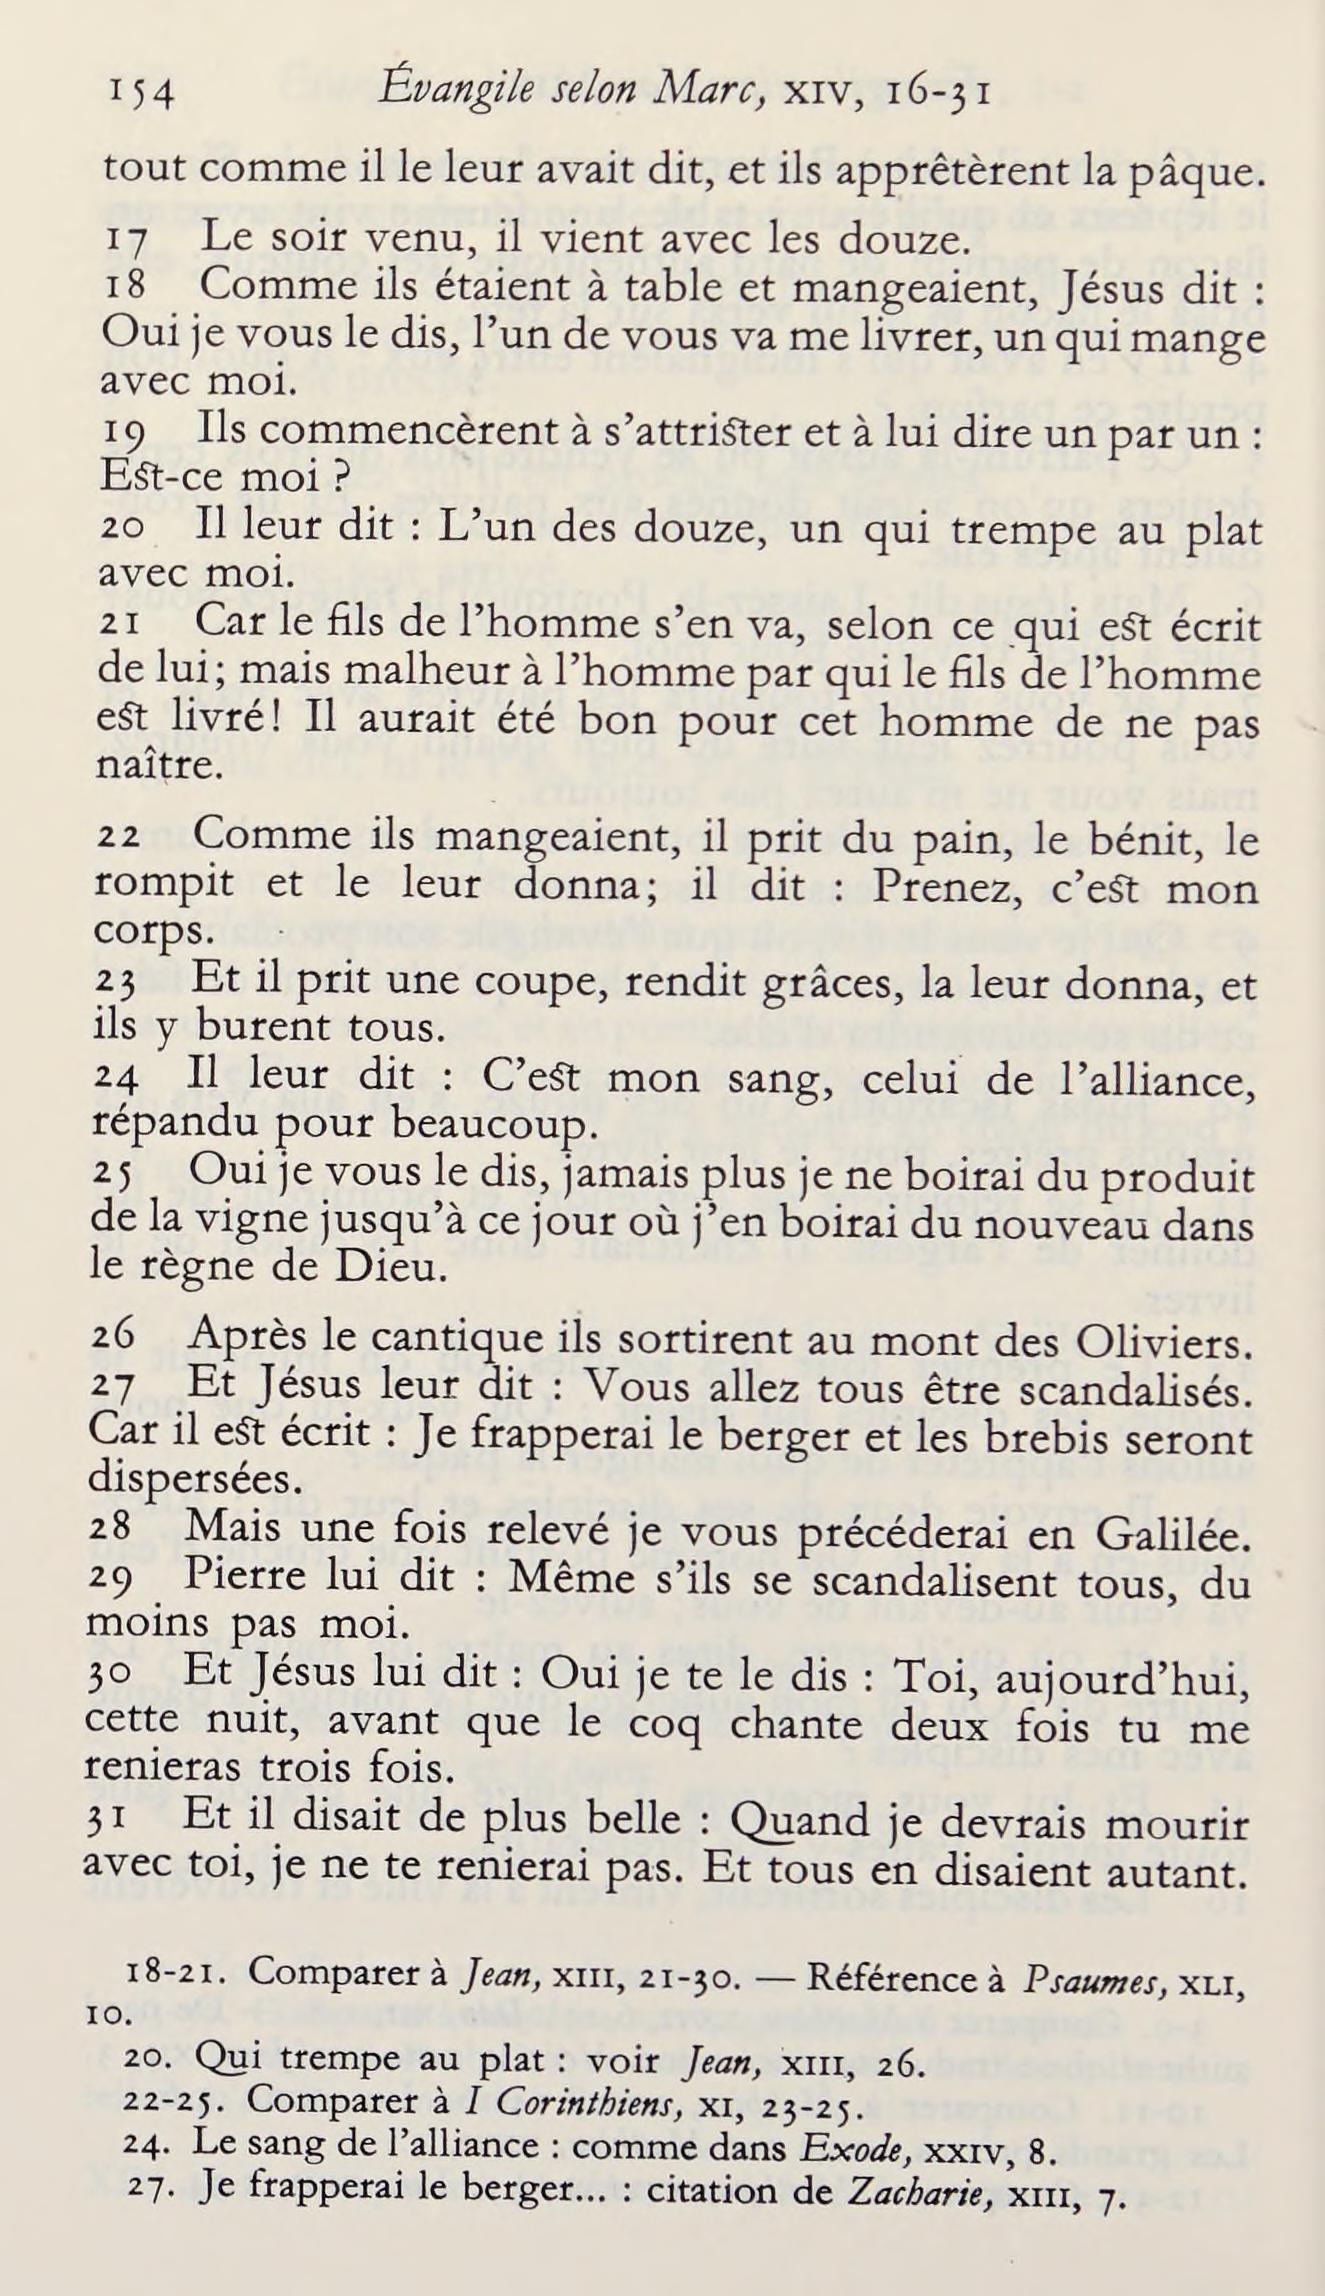 154 Évangile selon Marc, XIV, 16-31
tout comme il le leur avait dit, et ils apprêtèrent la pâque.
17 Le soir venu, il vient avec les douze.
18 Comme ils étaient à table et mangeaient, Jésus dit :
Oui je vous le dis, l’un de vous va me livrer, un qui mange
avec moi.
19 Ils commencèrent à s’attrister et à lui dire un par un :
Est-ce moi ?
20 Il leur dit : L’un des douze, un qui trempe au plat
avec moi.
21 Car le fils de l’homme s’en va, selon ce qui est écrit
de lui; mais malheur à l’homme par qui le fils de l’homme
est livré! Il aurait été bon pour cet homme de ne pas
naître.
22 Comme ils mangeaient, il prit du pain, le bénit, le
rompit et le leur donna; il dit : Prenez, c’est mon
corps.
23 Et il prit une coupe, rendit grâces, la leur donna, et
ils y burent tous.
24 Il leur dit : C’est mon sang, celui de l’alliance,
répandu pour beaucoup.
25 Oui je vous le dis, jamais plus je ne boirai du produit
de la vigne jusqu’à ce jour où j’en boirai du nouveau dans
le règne de Dieu.
26 Après le cantique ils sortirent au mont des Oliviers.
27 Et Jésus leur dit : Vous allez tous être scandalisés.
Car il est écrit : Je frapperai le berger et les brebis seront
dispersées.
28 Mais une fois relevé je vous précéderai en Galilée.
29 Pierre lui dit : Même s’ils se scandalisent tous, du
moins pas moi.
30 Et Jésus lui dit : Oui je te le dis : Toi, aujourd’hui,
cette nuit, avant que le coq chante deux fois tu me
renieras trois fois.
31 Et il disait de plus belle : Quand je devrais mourir
avec toi, je ne te renierai pas. Et tous en disaient autant.
18-21. Comparer à Jean, XIII, 21-30. — Référence à Psaumes, XLI,
10.
20. Qui trempe au plat : voir Jean, XIII, 26.
22-25. Comparer à I Corinthiens, XI, 23-25.
24. Le sang de l’alliance : comme dans Exode, XXIV, 8.
27. Je frapperai le berger... : citation de Zacharie, XIII, 7.